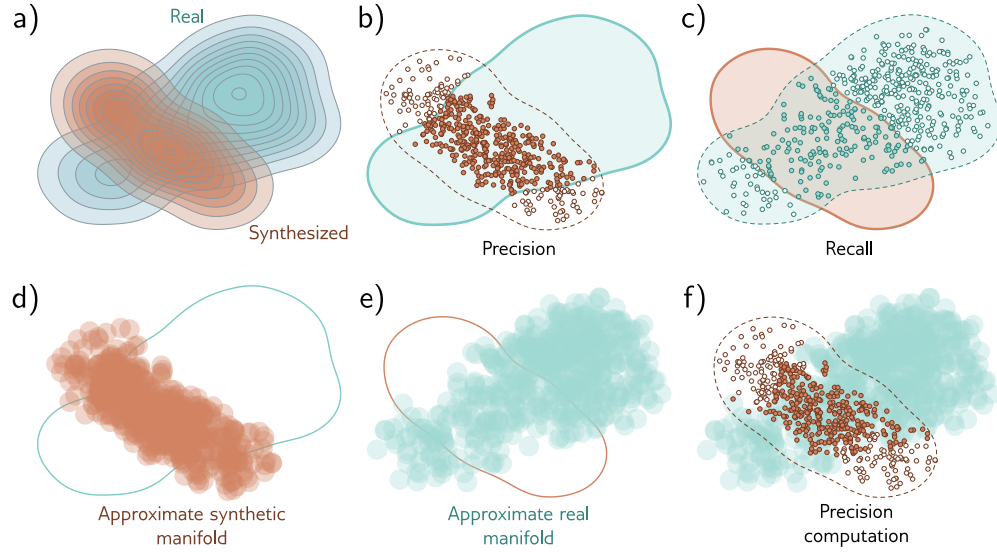 a)
Real
Synthesized
b)
Precision
c)
Recall
d)
Approximate synthetic
manifold
e)
Approximate real
manifold
f)
Precision
computation